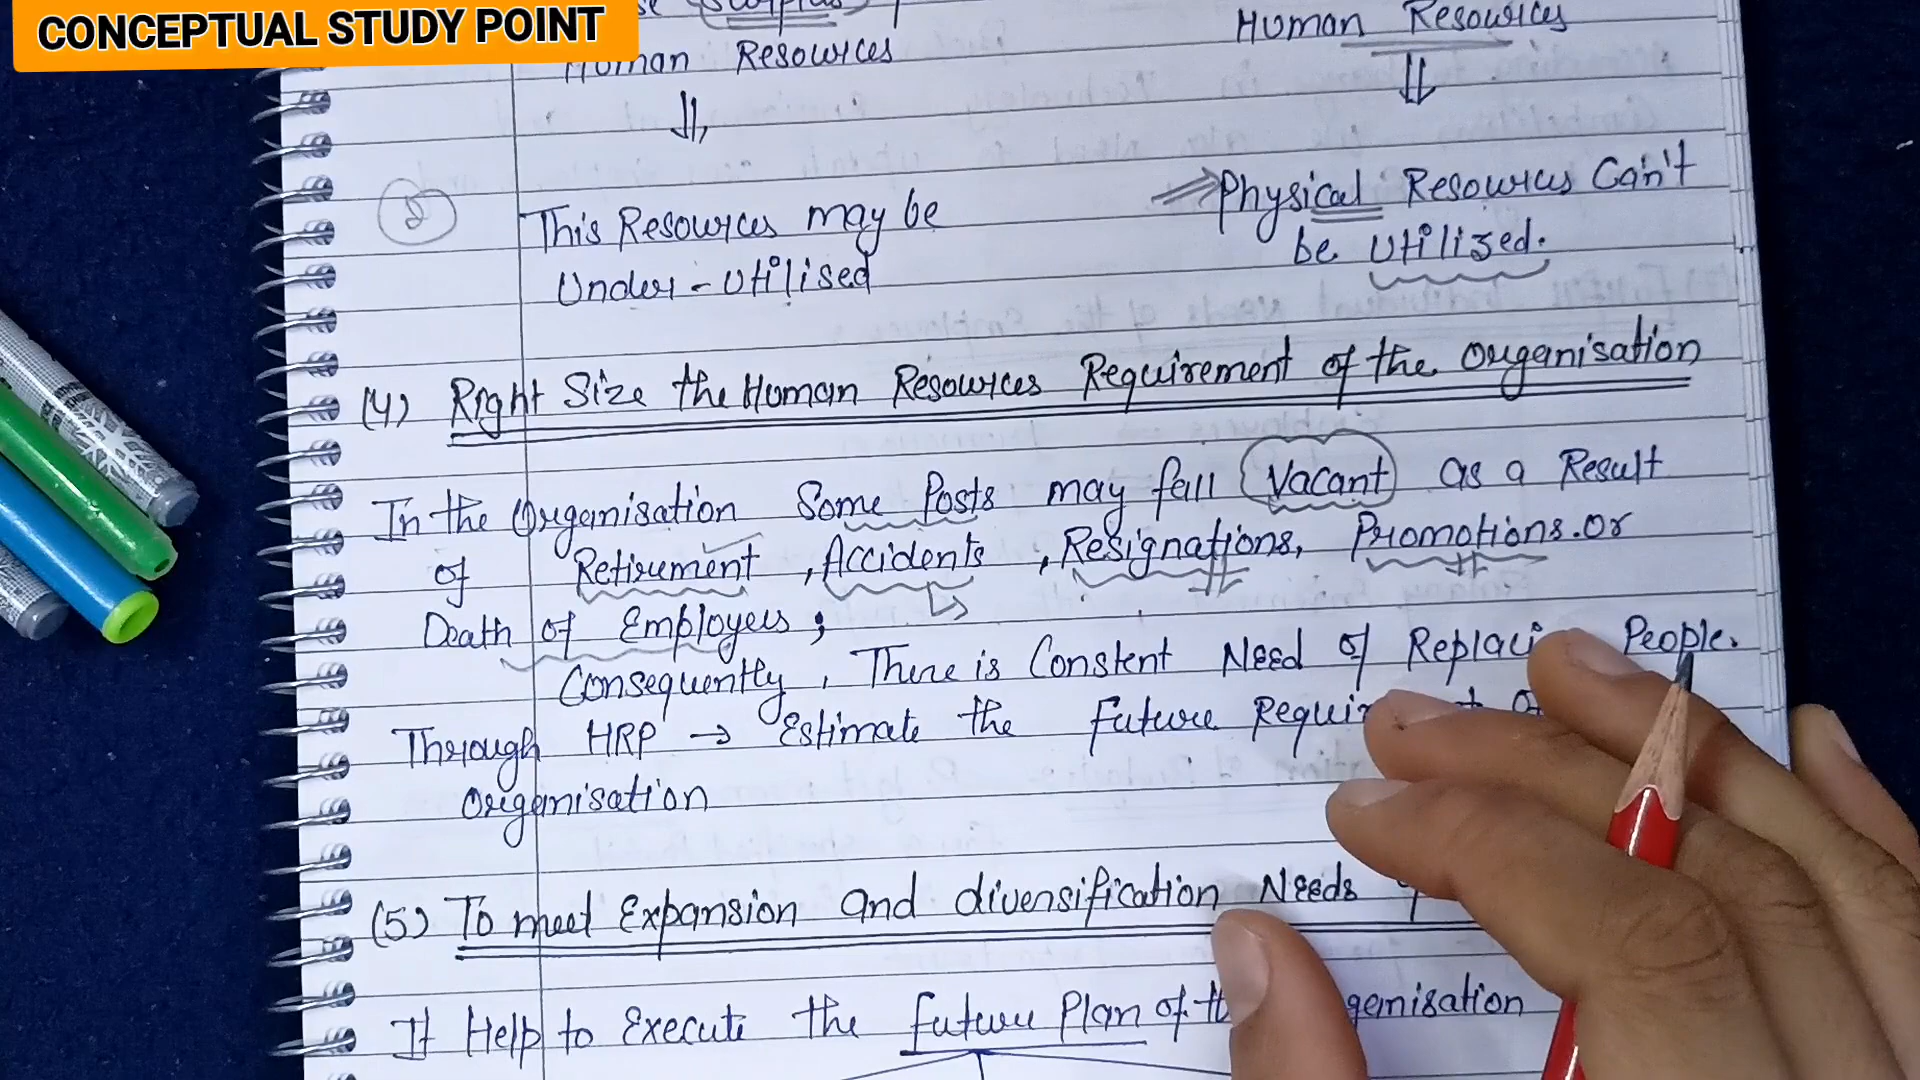 CONCEPTUAL STUDY POINT
Human Resources
Human Resources
This Resources may be
Under-Utilised
Physical Resources Can't
be Utilized.
(4) Right Size the Human Resources Requirement of the Organisation
In the Organisation Some Posts may fall Vacant as a Result
of Retirement, Accidents, Resignations, Promotions. Or
Death of Employees;
Consequently, There is Constent Need of People.
Through HRP → Estimate the future
Organisation
(5) To meet Expansion and diversification Needs
It Help to Execute the future Plan of